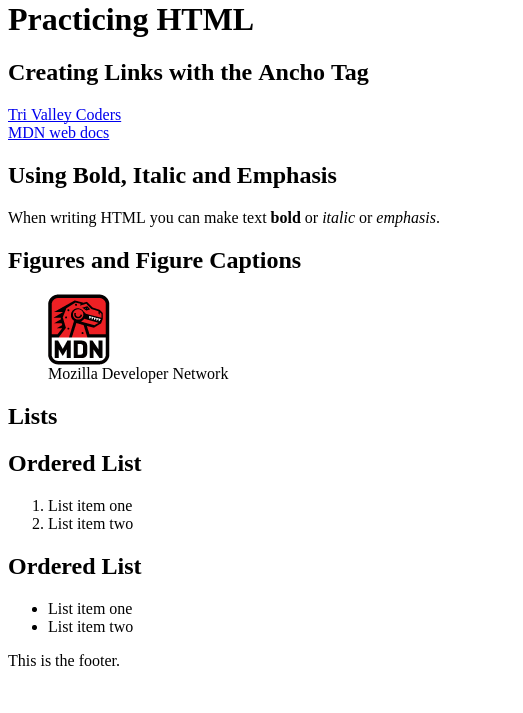 Practicing HTML
Creating Links with the Ancho Tag
Tri Valley Coders
MDN web docs
Using Bold, Italic and Emphasis
When writing HTML you can make text bold or italic or emphasis.
Figures and Figure Captions
MDN
Mozilla Developer Network
Lists
Ordered List
1. List item one
2. List item two
Ordered List
• List item one
• List item two
This is the footer.